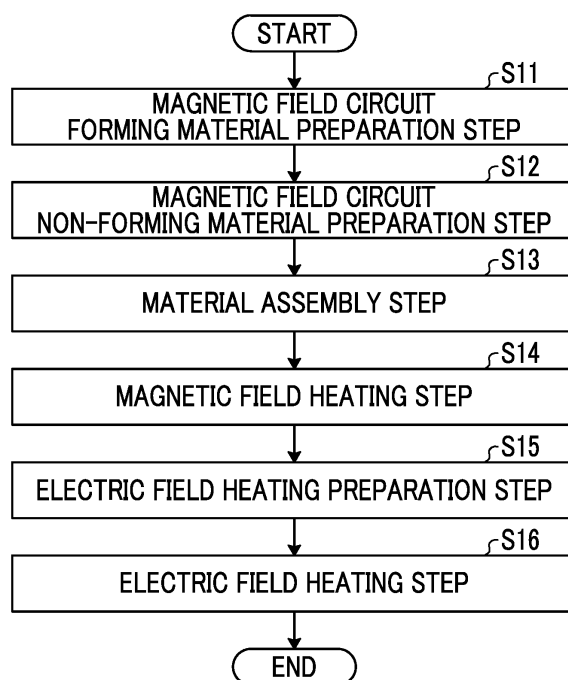 START
S11
MAGNETIC FIELD CIRCUIT
FORMING MATERIAL PREPARATION STEP
S12
MAGNETIC FIELD CIRCUIT
NON-FORMING MATERIAL PREPARATION STEP
S13
MATERIAL ASSEMBLY STEP
S14
MAGNETIC FIELD HEATING STEP
S15
ELECTRIC FIELD HEATING PREPARATION STEP
S16
ELECTRIC FIELD HEATING STEP
END